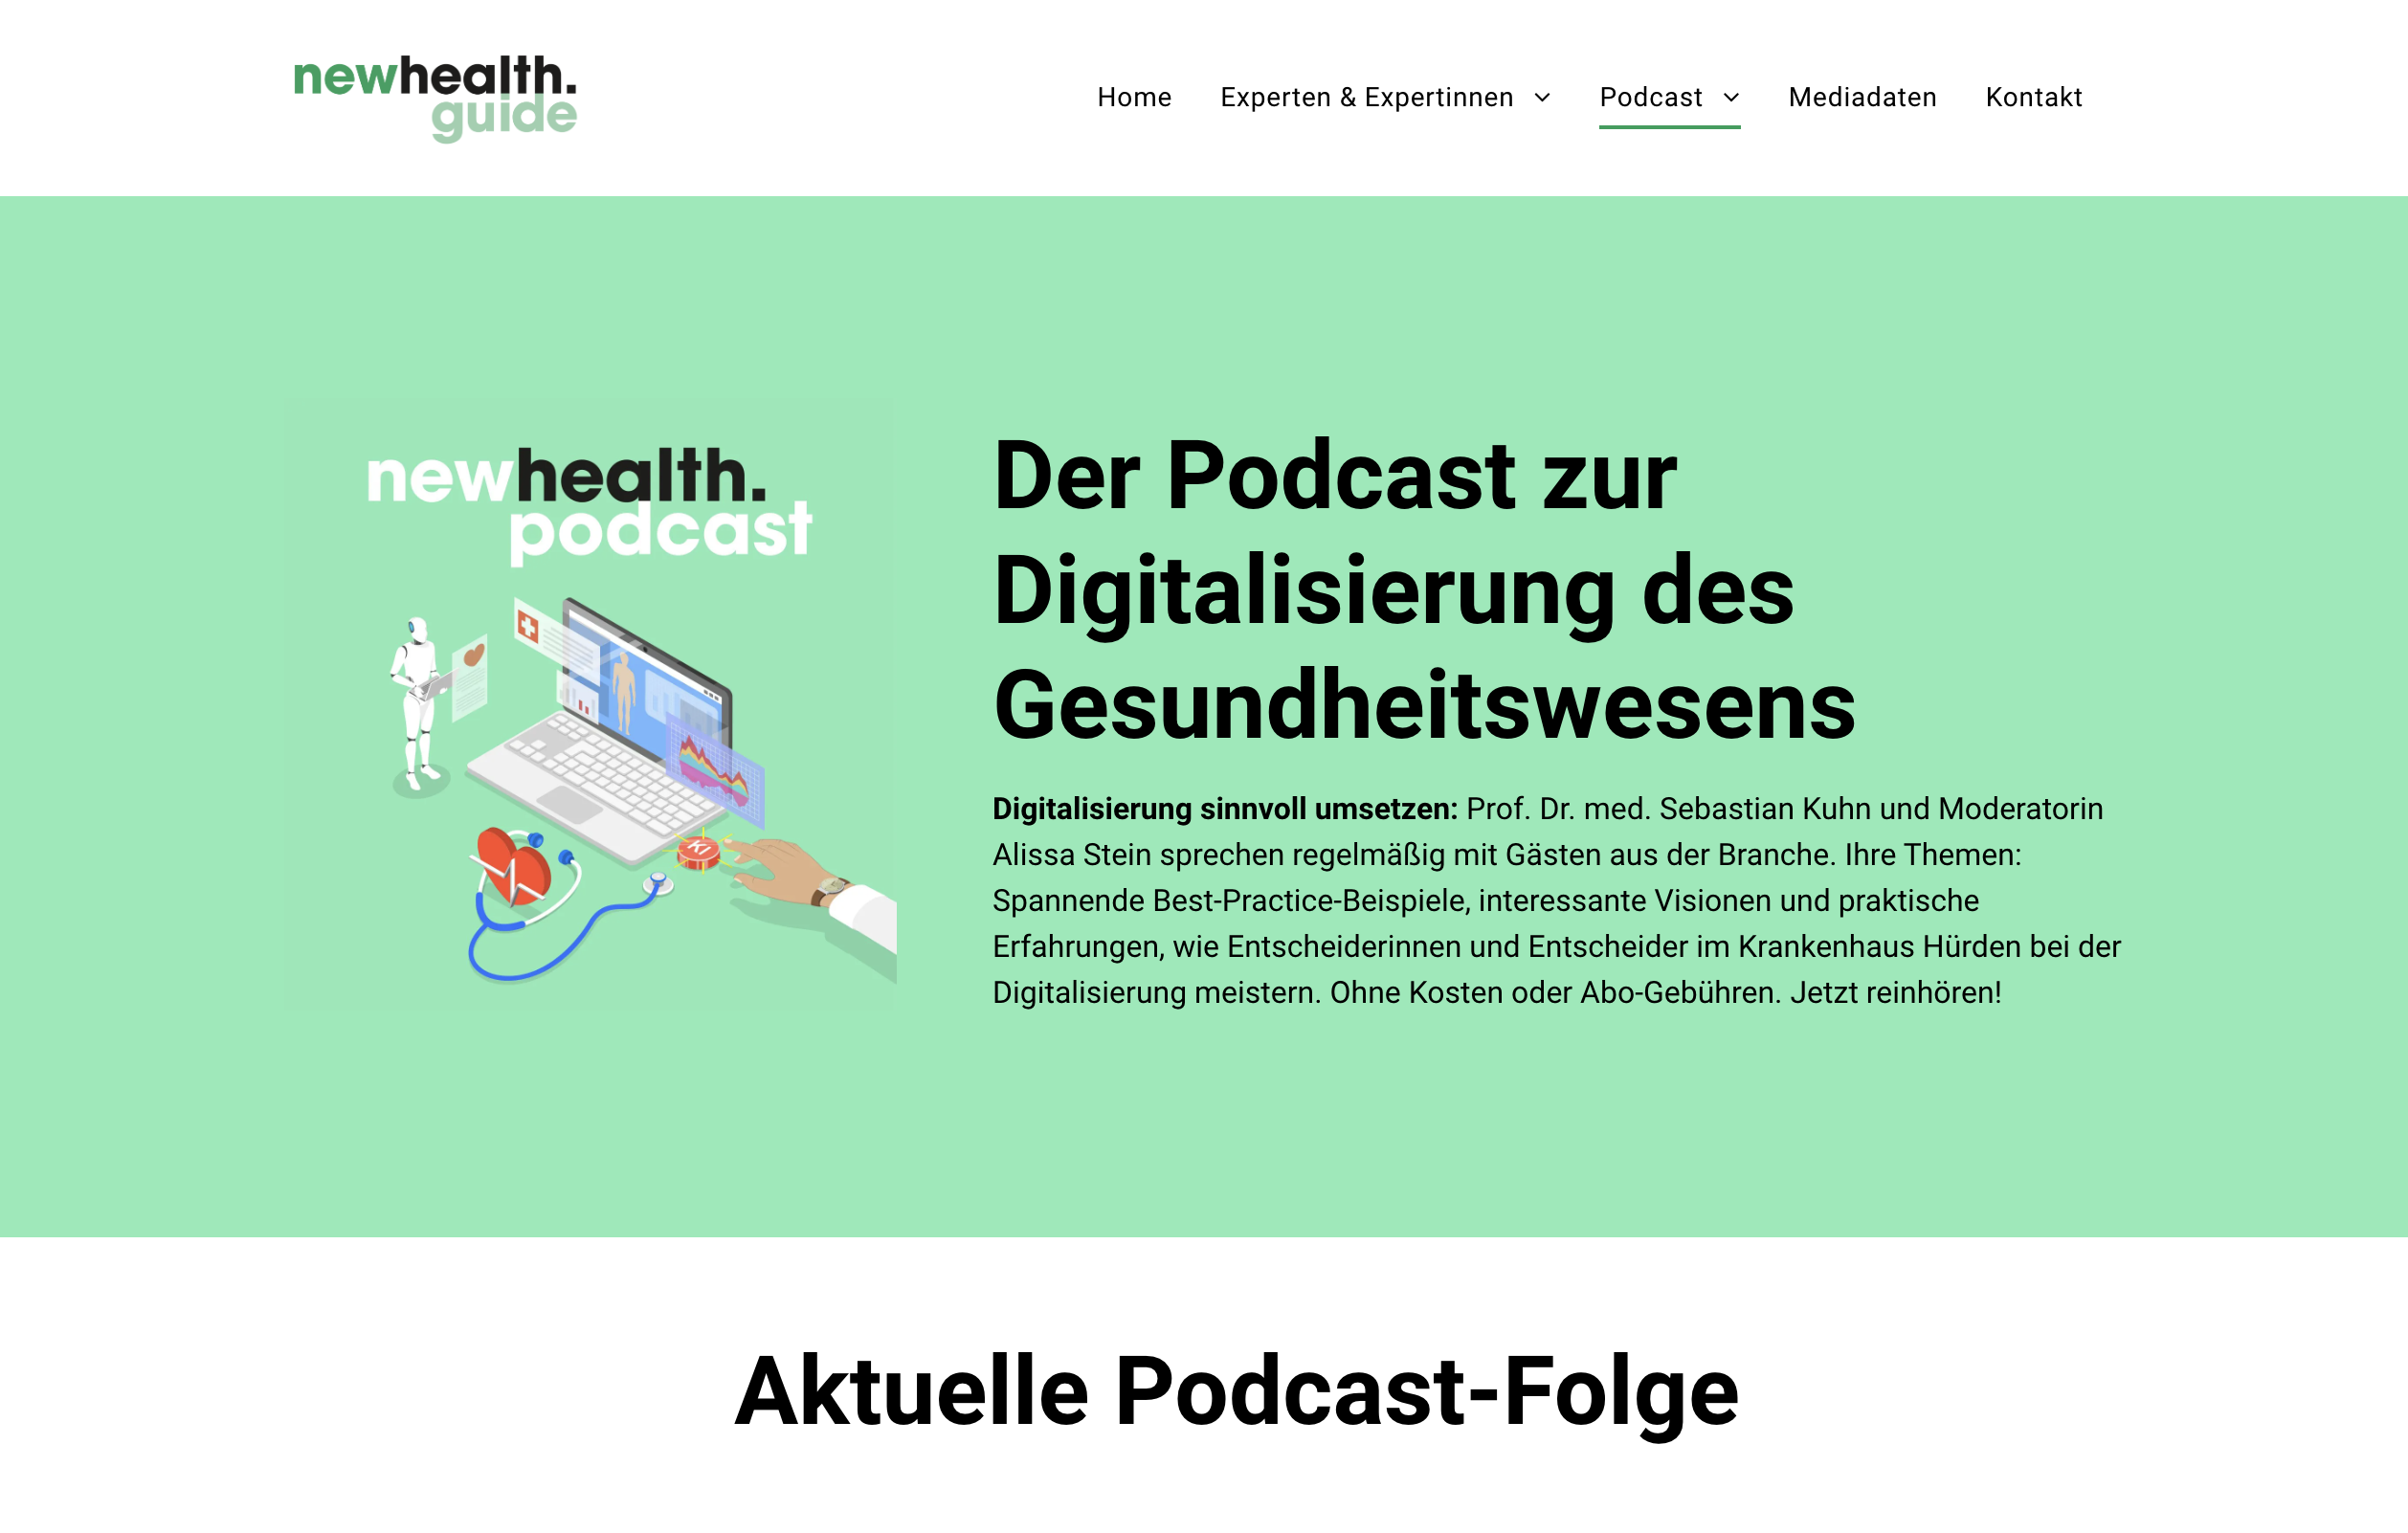 newhealth.
guide
Home Experten & Expertinnen Podcast Mediadaten Kontakt
newhealth.
podcast
KI
Der Podcast zur
Digitalisierung des
Gesundheitswesens
Digitalisierung sinnvoll umsetzen: Prof. Dr. med. Sebastian Kuhn und Moderatorin
Alissa Stein sprechen regelmäßig mit Gästen aus der Branche. Ihre Themen:
Spannende Best-Practice-Beispiele, interessante Visionen und praktische
Erfahrungen, wie Entscheiderinnen und Entscheider im Krankenhaus Hürden bei der
Digitalisierung meistern. Ohne Kosten oder Abo-Gebühren. Jetzt reinhören!
Aktuelle Podcast-Folge